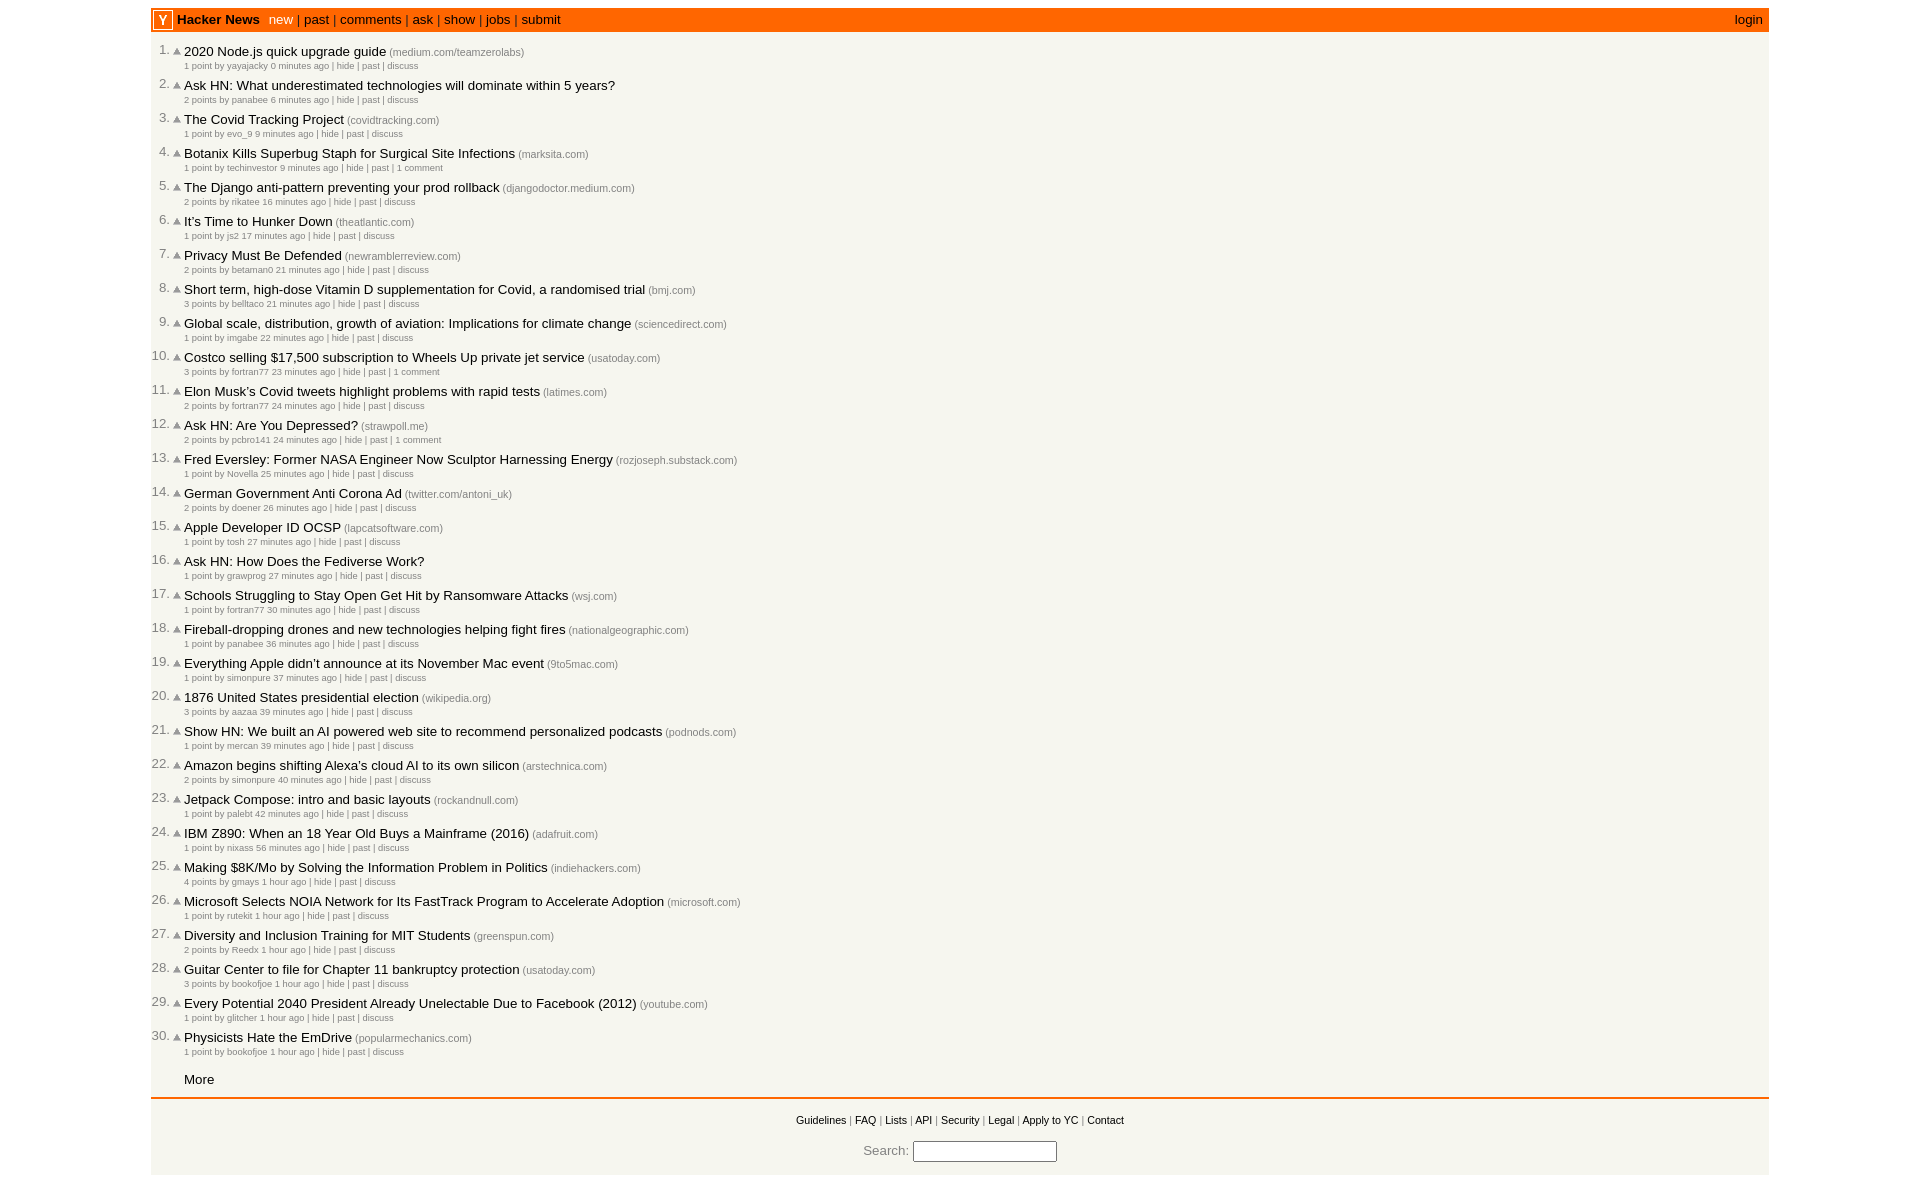 Y Hacker News new | past | comments | ask | show | jobs | submit login
1. 2020 Node.js quick upgrade guide (medium.com/teamzerolabs)
1 point by yayajacky 0 minutes ago | hide | past | discuss
2. Ask HN: What underestimated technologies will dominate within 5 years?
2 points by panabee 6 minutes ago | hide | past | discuss
3. The Covid Tracking Project (covidtracking.com)
1 point by evo_9 9 minutes ago | hide | past | discuss
4. Botanix Kills Superbug Staph for Surgical Site Infections (marksita.com)
1 point by techinvestor 9 minutes ago | hide | past | 1 comment
5. The Django anti-pattern preventing your prod rollback (djangodoctor.medium.com)
2 points by rikatee 16 minutes ago | hide | past | discuss
6. It's Time to Hunker Down (theatlantic.com)
1 point by js2 17 minutes ago | hide | past | discuss
7. Privacy Must Be Defended (newramblerreview.com)
2 points by betaman0 21 minutes ago | hide | past | discuss
8. Short term, high-dose Vitamin D supplementation for Covid, a randomised trial (bmj.com)
3 points by belltaco 21 minutes ago | hide | past | discuss
9. Global scale, distribution, growth of aviation: Implications for climate change (sciencedirect.com)
1 point by imgabe 22 minutes ago | hide | past | discuss
10. Costco selling $17,500 subscription to Wheels Up private jet service (usatoday.com)
3 points by fortran77 23 minutes ago | hide | past | 1 comment
11. Elon Musk’s Covid tweets highlight problems with rapid tests (latimes.com)
2 points by fortran77 24 minutes ago | hide | past | discuss
12. Ask HN: Are You Depressed? (strawpoll.me)
2 points by pcbro141 24 minutes ago | hide | past | 1 comment
13. Fred Eversley: Former NASA Engineer Now Sculptor Harnessing Energy (rozjoseph.substack.com)
1 point by Novella 25 minutes ago | hide | past | discuss
14. German Government Anti Corona Ad (twitter.com/antoni_uk)
2 points by doener 26 minutes ago | hide | past | discuss
15. Apple Developer ID OCSP (lapcatsoftware.com)
1 point by tosh 27 minutes ago | hide | past | discuss
16. Ask HN: How Does the Fediverse Work?
1 point by grawprog 27 minutes ago | hide | past | discuss
17. Schools Struggling to Stay Open Get Hit by Ransomware Attacks (wsj.com)
1 point by fortran77 30 minutes ago | hide | past | discuss
18. Fireball-dropping drones and new technologies helping fight fires (nationalgeographic.com)
1 point by panabee 36 minutes ago | hide | past | discuss
19. Everything Apple didn’t announce at its November Mac event (9to5mac.com)
1 point by simonpure 37 minutes ago | hide | past | discuss
20. 1876 United States presidential election (wikipedia.org)
3 points by aazaa 39 minutes ago | hide | past | discuss
21. Show HN: We built an AI powered web site to recommend personalized podcasts (podnods.com)
1 point by mercan 39 minutes ago | hide | past | discuss
22. Amazon begins shifting Alexa’s cloud AI to its own silicon (arstechnica.com)
2 points by simonpure 40 minutes ago | hide | past | discuss
23. Jetpack Compose: intro and basic layouts (rockandnull.com)
1 point by palebt 42 minutes ago | hide | past | discuss
24. IBM Z890: When an 18 Year Old Buys a Mainframe (2016) (adafruit.com)
1 point by nixass 56 minutes ago | hide | past | discuss
25. Making $8K/Mo by Solving the Information Problem in Politics (indiehackers.com)
4 points by gmays 1 hour ago | hide | past | discuss
26. Microsoft Selects NOIA Network for Its FastTrack Program to Accelerate Adoption (microsoft.com)
1 point by rutekit 1 hour ago | hide | past | discuss
27. Diversity and Inclusion Training for MIT Students (greenspun.com)
2 points by Reedx 1 hour ago | hide | past | discuss
28. Guitar Center to file for Chapter 11 bankruptcy protection (usatoday.com)
3 points by bookofjoe 1 hour ago | hide | past | discuss
29. Every Potential 2040 President Already Unelectable Due to Facebook (2012) (youtube.com)
1 point by glitcher 1 hour ago | hide | past | discuss
30. Physicists Hate the EmDrive (popularmechanics.com)
1 point by bookofjoe 1 hour ago | hide | past | discuss
More
Guidelines | FAQ | Lists | API | Security | Legal | Apply to YC | Contact
Search: